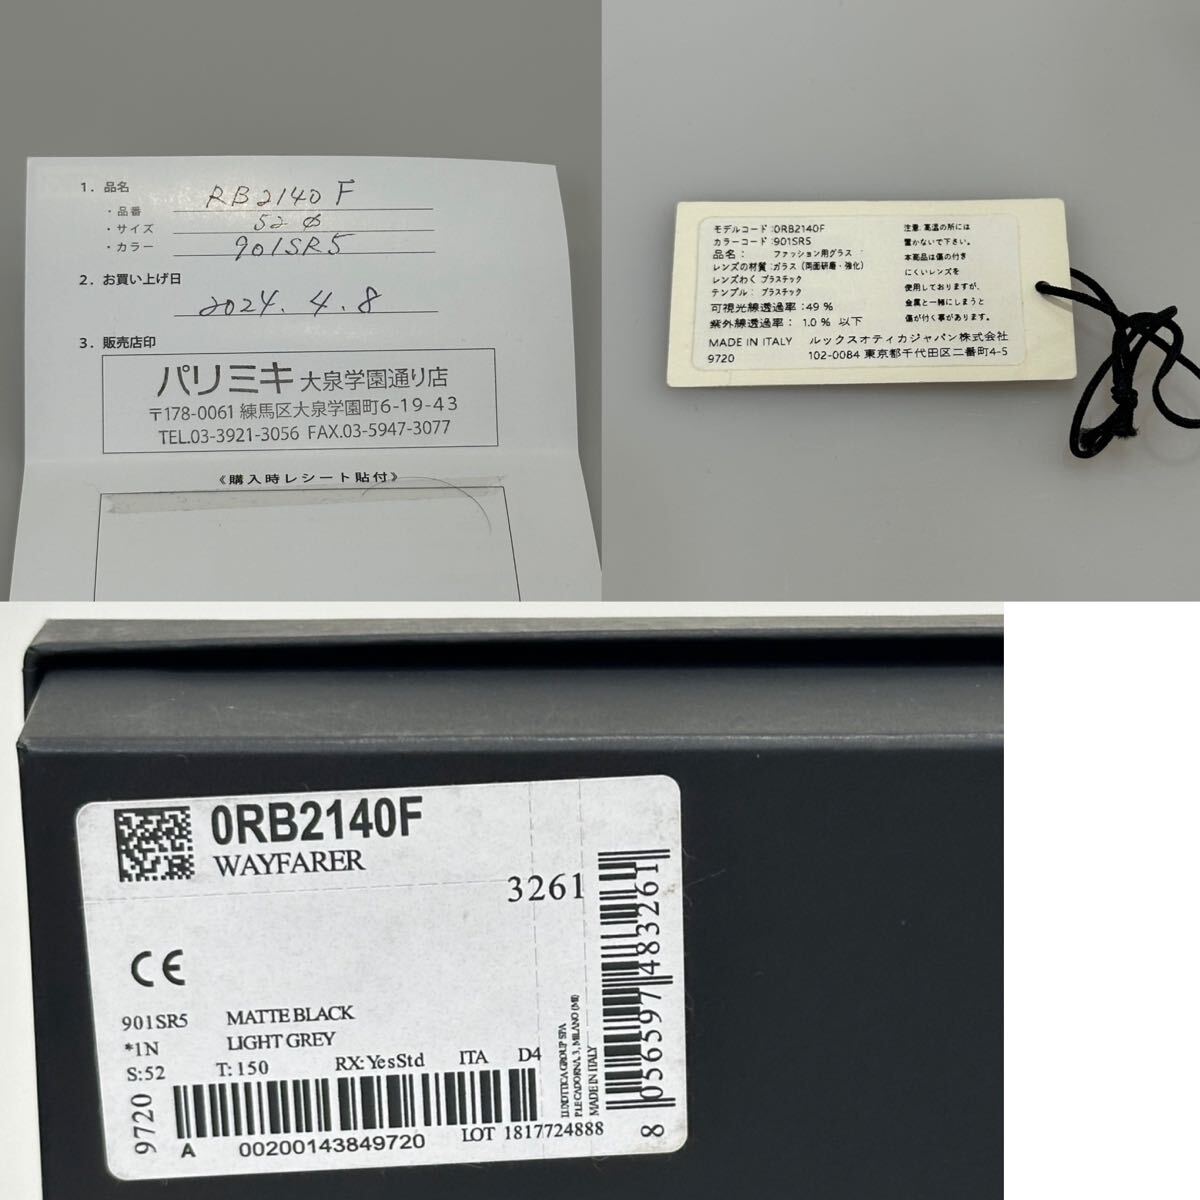 1. 品名 RB2140F
・品番
・サイズ 52
・カラー 901SR5
2. お買い上げ日
2024.4.8
3. 販売店印
パリミキ 大泉学園通り店
〒178-0061 練馬区大泉学園町6-19-43
TEL.03-3921-3056 FAX.03-5947-3077
《購入時レシート貼付》
モデルコード:0RB2140F
カラーコード:901SR5
品名: ファッション用グラス
レンズの材質:ガラス (両面研磨・強化)
レンズわく プラスチック
テンプル: プラスチック
可視光線透過率:49 %
紫外線透過率: 1.0 % 以下
MADE IN ITALY ルックスオティカジャパン株式会社
9720 102-0084 東京都千代田区二番町4-5
注意:高温の所には
置かないで下さい。
本商品は傷の付き
にくいレンズを
使用しておりますが、
金属と一緒にしまうと
傷が付く事があります。
0RB2140F
WAYFARER
3261
CE
901SR5 MATTE BLACK
*1N LIGHT GREY
S:52 T:150 RX:YesStd ITA D4
9720
A 00200143849720 LOT 1817724888
LUXOTTICA GROUP SPA
P.LE CADORNA, 3, MILANO (MI)
MADE IN ITALY
8 056597 483261